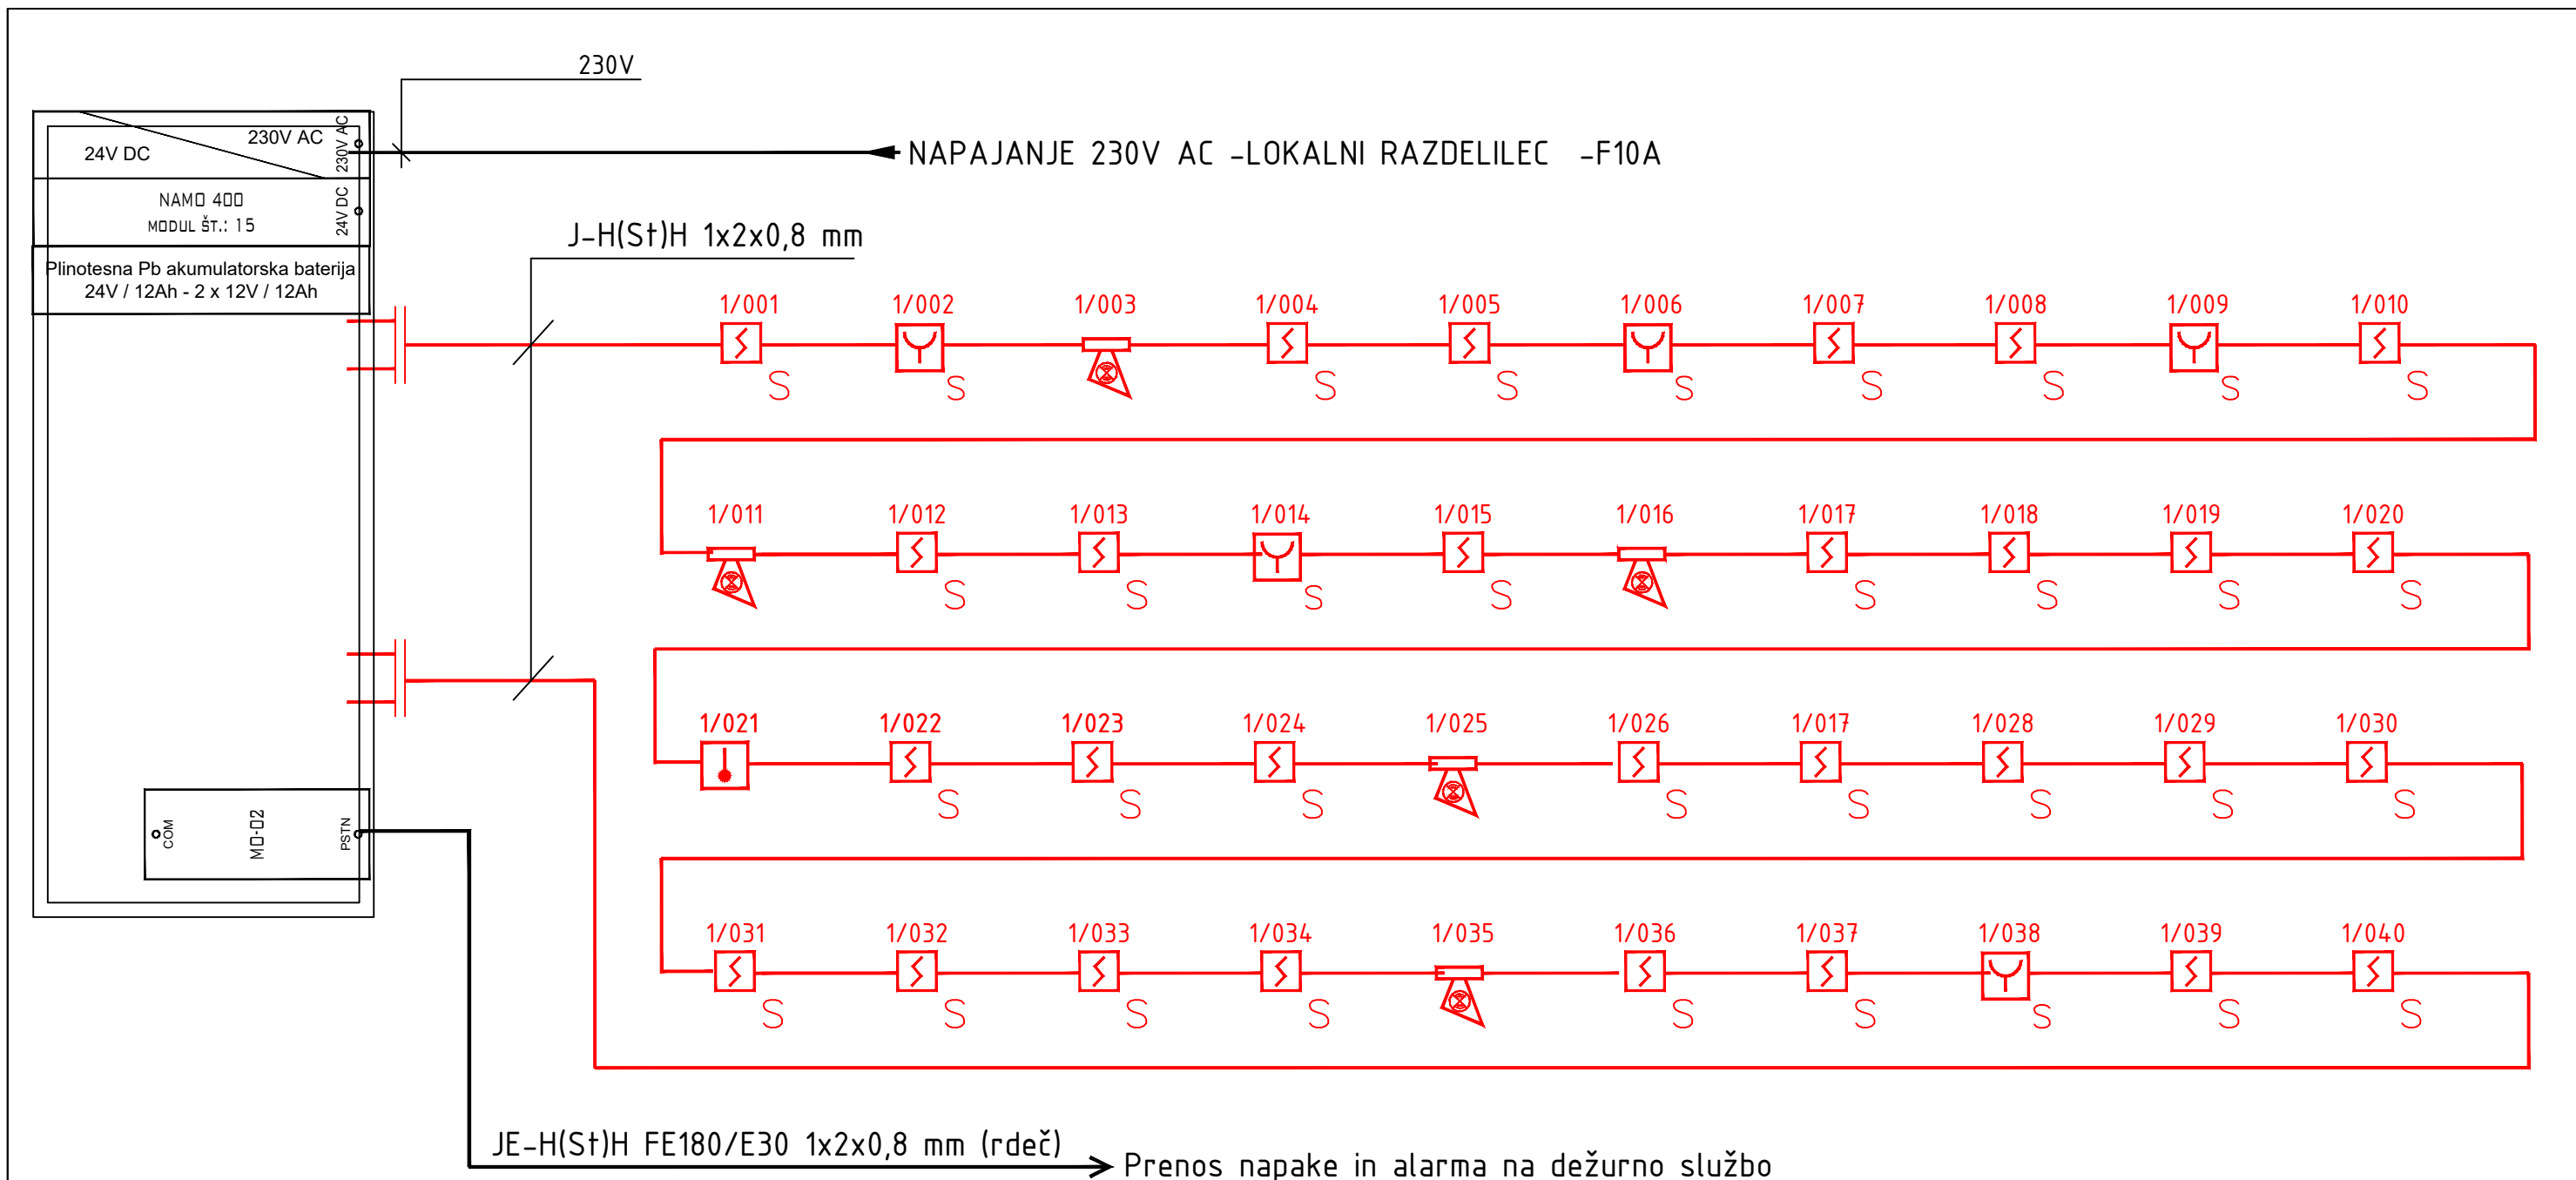 230V
230V AC
24V DC
230V AC
NAPAJANJE 230V AC -LOKALNI RAZDELILEC -F10A
NAMO 400
MODUL ŠT.: 15
24V DC
J-H(St)H 1x2x0,8 mm
Plinotesna Pb akumulatorska baterija
24V / 12Ah - 2 x 12V / 12Ah
1/001 1/002 1/003 1/004 1/005 1/006 1/007 1/008 1/009 1/010
S S S S S S S S S
1/011 1/012 1/013 1/014 1/015 1/016 1/017 1/018 1/019 1/020
S S S S S S S S
1/021 1/022 1/023 1/024 1/025 1/026 1/017 1/028 1/029 1/030
S S S S S S S S
1/031 1/032 1/033 1/034 1/035 1/036 1/037 1/038 1/039 1/040
S S S S S S S S S
COM
MO-02
PSTN
JE-H(St)H FE180/E30 1x2x0,8 mm (rdeč)
Prenos napake in alarma na dežurno službo